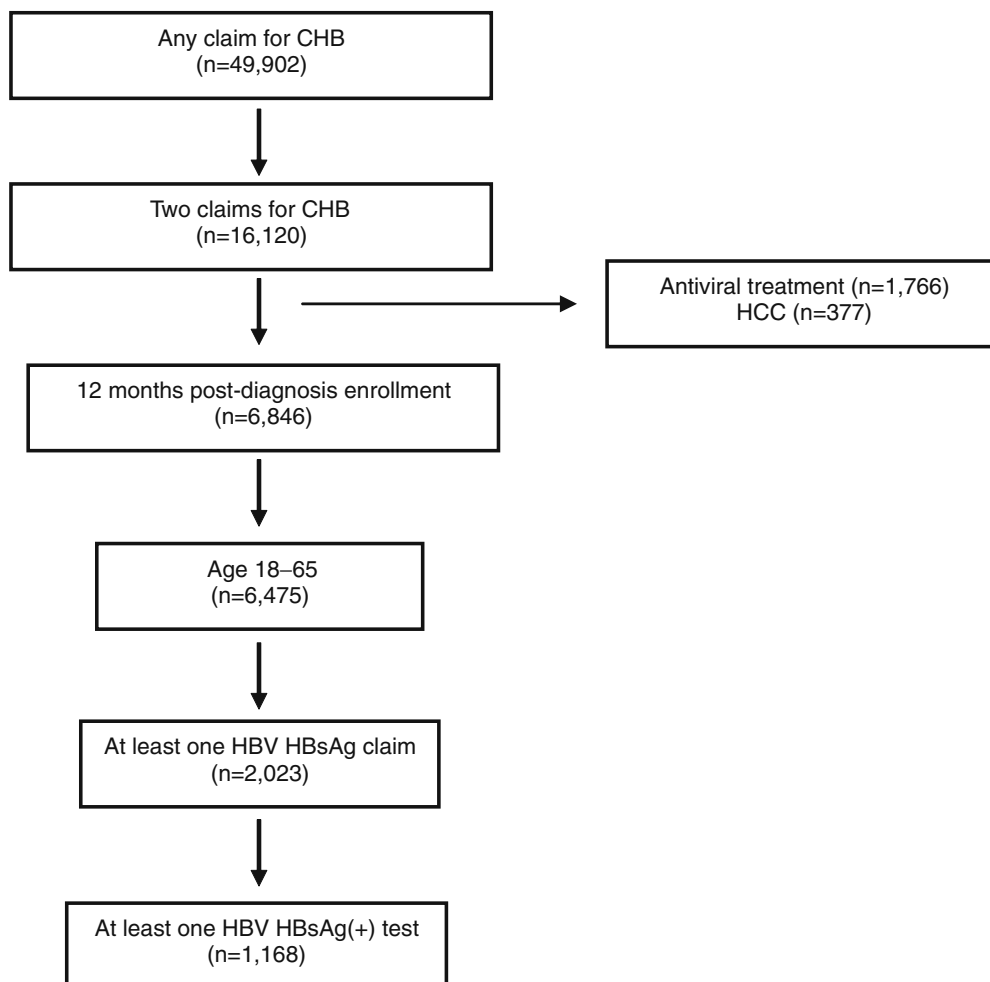 Any claim for CHB
(n=49,902)
Two claims for CHB
(n=16,120)
Antiviral treatment (n=1,766)
HCC (n=377)
12 months post-diagnosis enrollment
(n=6,846)
Age 18–65
(n=6,475)
At least one HBV HBsAg claim
(n=2,023)
At least one HBV HBsAg(+) test
(n=1,168)